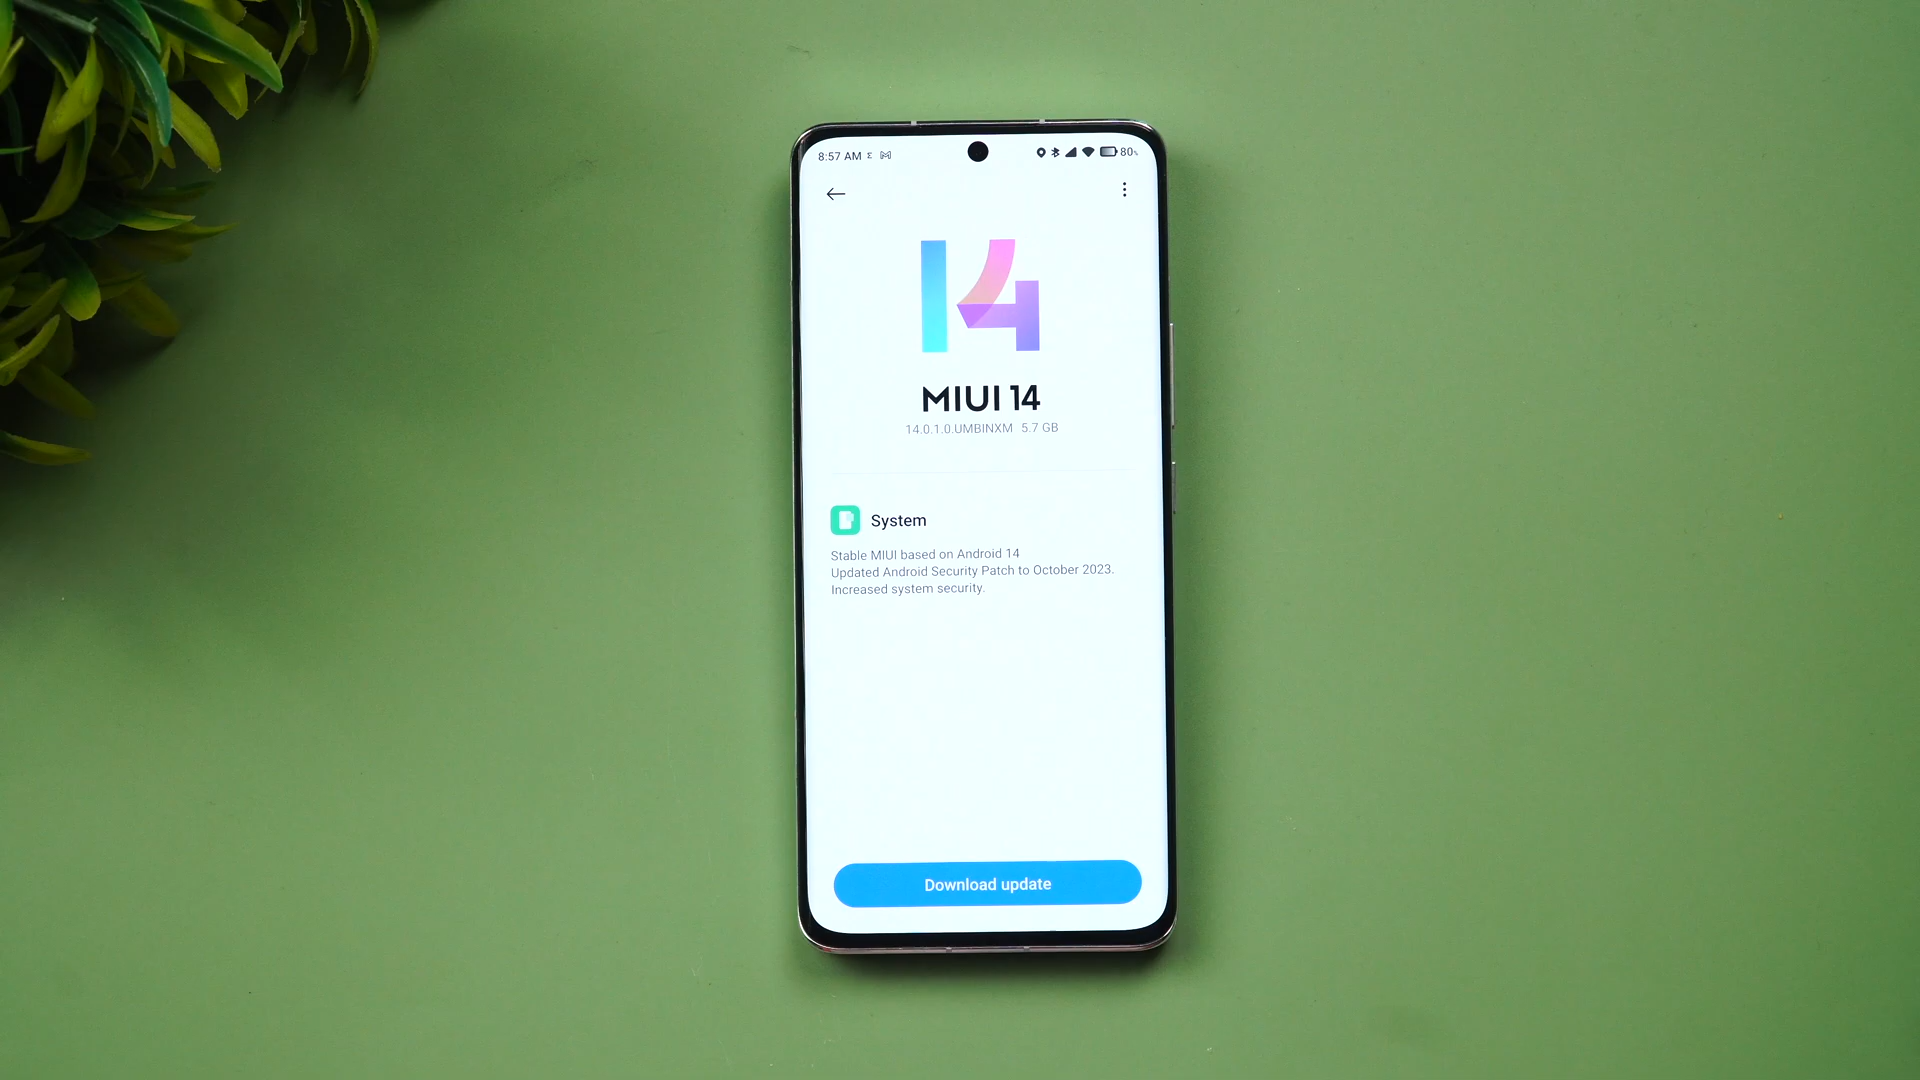 8:57 AM
80%
14
MIUI 14
14.0.1.0.UMBINXM 5.7 GB
System
Stable MIUI based on Android 14
Updated Android Security Patch to October 2023.
Increased system security.
Download update